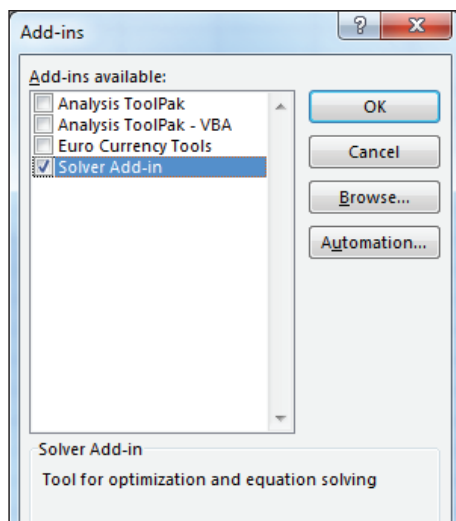 Add-ins
Add-ins available:
Analysis ToolPak
Analysis ToolPak - VBA
Euro Currency Tools
Solver Add-in
OK
Cancel
Browse...
Automation...
Solver Add-in
Tool for optimization and equation solving